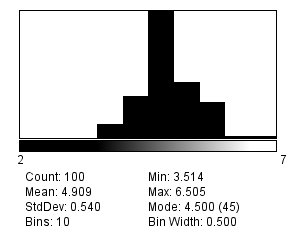 2 7
Count: 100 Min: 3.514
Mean: 4.909 Max: 6.505
StdDev: 0.540 Mode: 4.500 (45)
Bins: 10 Bin Width: 0.500